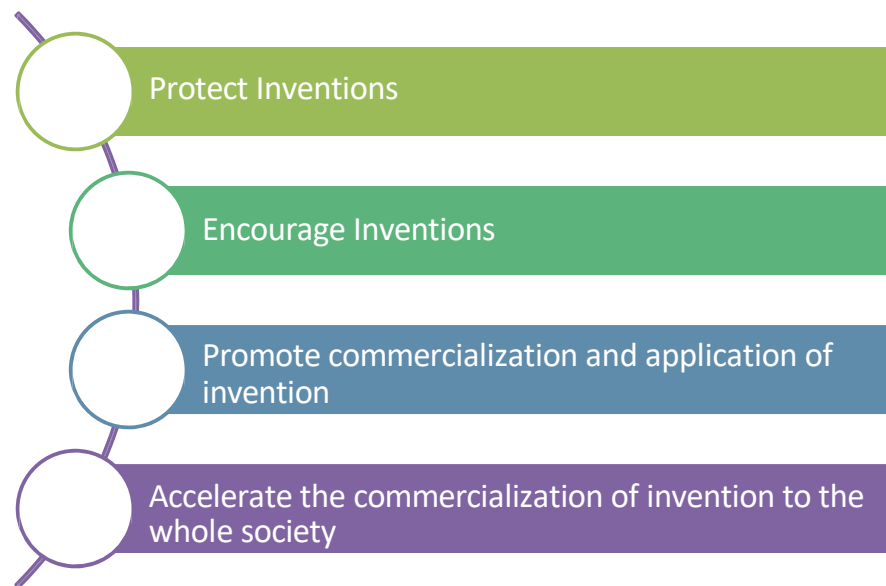 Protect Inventions
Encourage Inventions
Promote commercialization and application of
invention
Accelerate the commercialization of invention to the
whole society